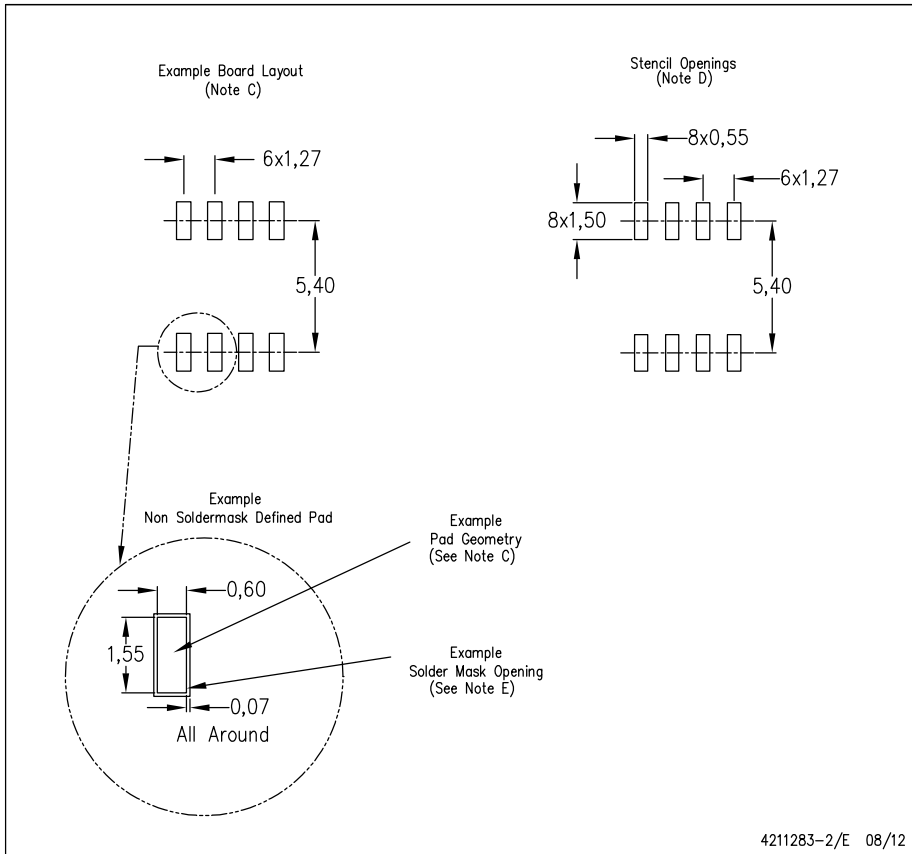 Example Board Layout
(Note C)
6x1,27
5,40
Stencil Openings
(Note D)
8x0,55
6x1,27
8x1,50
5,40
Example
Non Soldermask Defined Pad
0,60
1,55
0,07
All Around
Example
Pad Geometry
(See Note C)
Example
Solder Mask Opening
(See Note E)
4211283-2/E 08/12